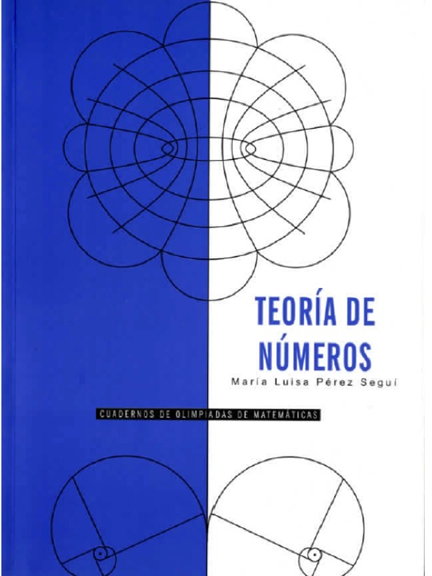 TEORÍA DE
NÚMEROS
María Luisa Pérez Seguí
CUADERNOS DE OLIMPIADAS DE MATEMÁTICAS